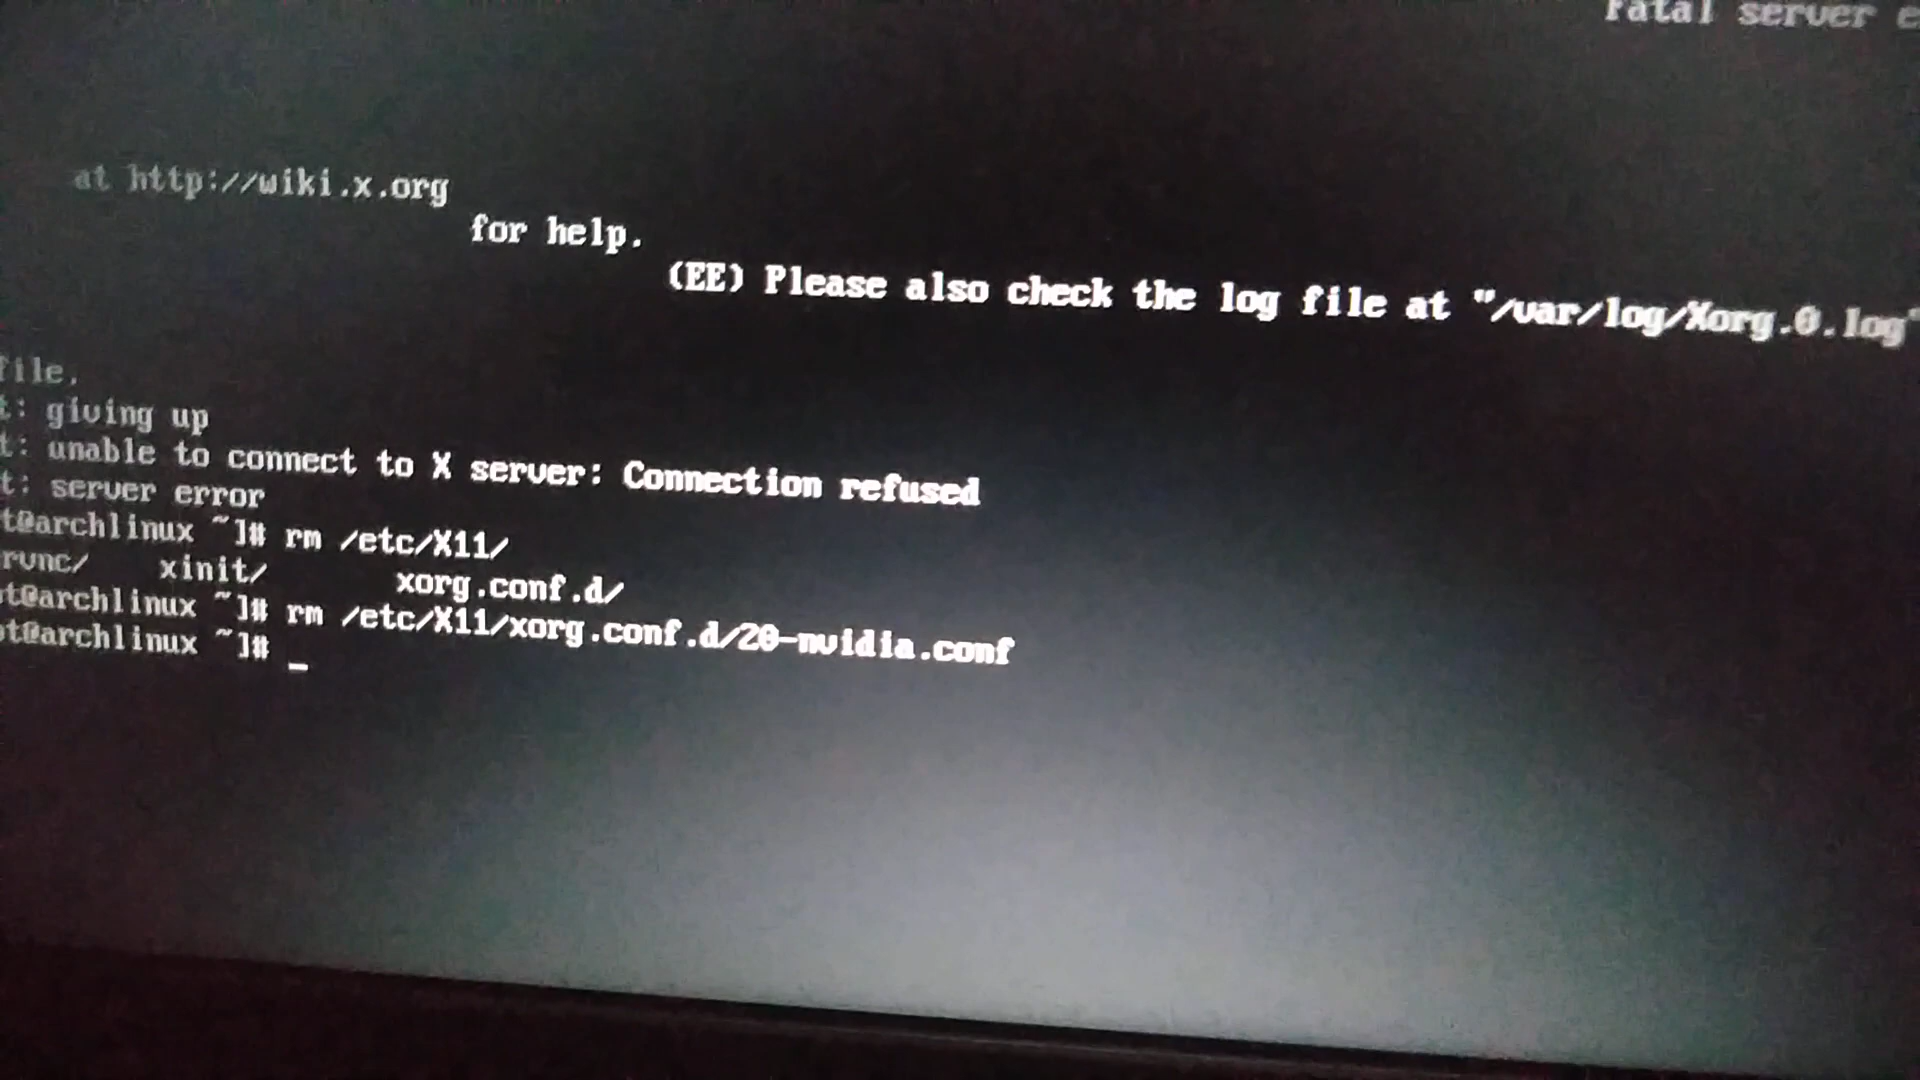 Fatal server
at http://wiki.x.org
for help.
(EE) Please also check the log file at "/var/log/Xorg.0.log"
file.
t: giving up
t: unable to connect to X server: Connection refused
t: server error
t@archlinux ~]# rm /etc/X11/
rvnc/ xinit/ xorg.conf.d/
ot@archlinux ~]# rm /etc/X11/xorg.conf.d/20-nvidia.conf
ot@archlinux ~]# _